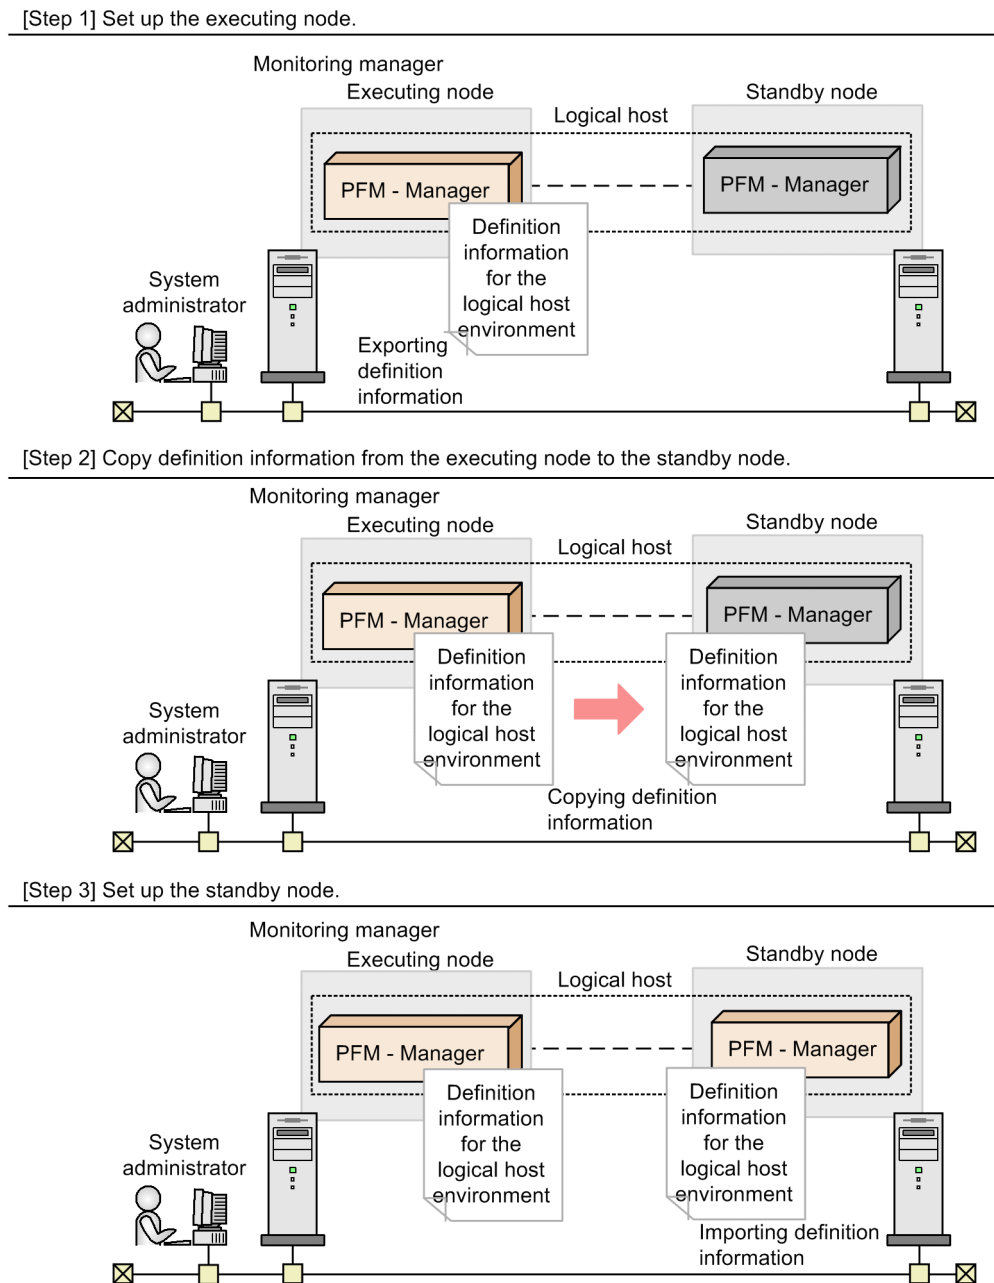 [Step 1] Set up the executing node.
Monitoring manager
Executing node
Standby node
Logical host
PFM - Manager
PFM - Manager
Definition
information
for the
logical host
environment
System
administrator
Exporting
definition
information
[Step 2] Copy definition information from the executing node to the standby node.
Monitoring manager
Executing node
Standby node
Logical host
PFM - Manager
PFM - Manager
Definition
information
for the
logical host
environment
Definition
information
for the
logical host
environment
System
administrator
Copying definition
information
[Step 3] Set up the standby node.
Monitoring manager
Executing node
Standby node
Logical host
PFM - Manager
PFM - Manager
Definition
information
for the
logical host
environment
Definition
information
for the
logical host
environment
System
administrator
Importing definition
information